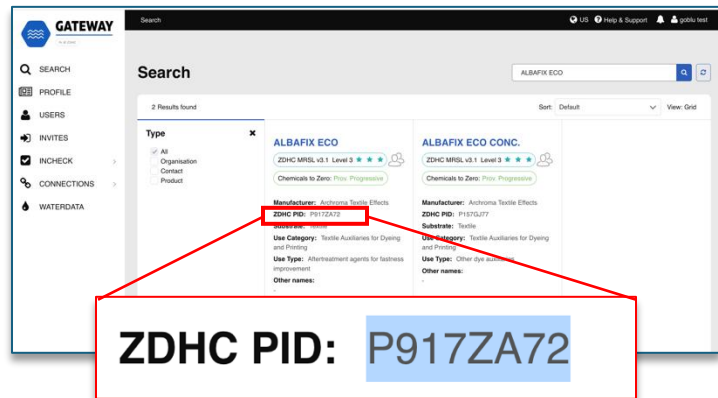 GATEWAY
Search
US Help & Support goblu test
SEARCH
PROFILE
USERS
INVITES
INCHECK
CONNECTIONS
WATERDATA
Search
ALBAFIX ECO
2 Results found
Sort: Default
View: Grid
Type
All
Organisation
Contact
Product
ALBAFIX ECO
ZDHC MRSL v3.1 Level 3
Chemicals to Zero: Prov. Progressive
Manufacturer: Archroma Textile Effects
ZDHC PID: P917ZA72
Substrate: Textile
Use Category: Textile Auxiliaries for Dyeing
and Printing
Use Type: Aftertreatment agents for fastness
improvement
Other names:
-
ALBAFIX ECO CONC.
ZDHC MRSL v3.1 Level 3
Chemicals to Zero: Prov. Progressive
Manufacturer: Archroma Textile Effects
ZDHC PID: P157GJ77
Substrate: Textile
Use Category: Textile Auxiliaries for Dyeing
and Printing
Use Type: Other dye auxiliaries
Other names:
-
ZDHC PID: P917ZA72